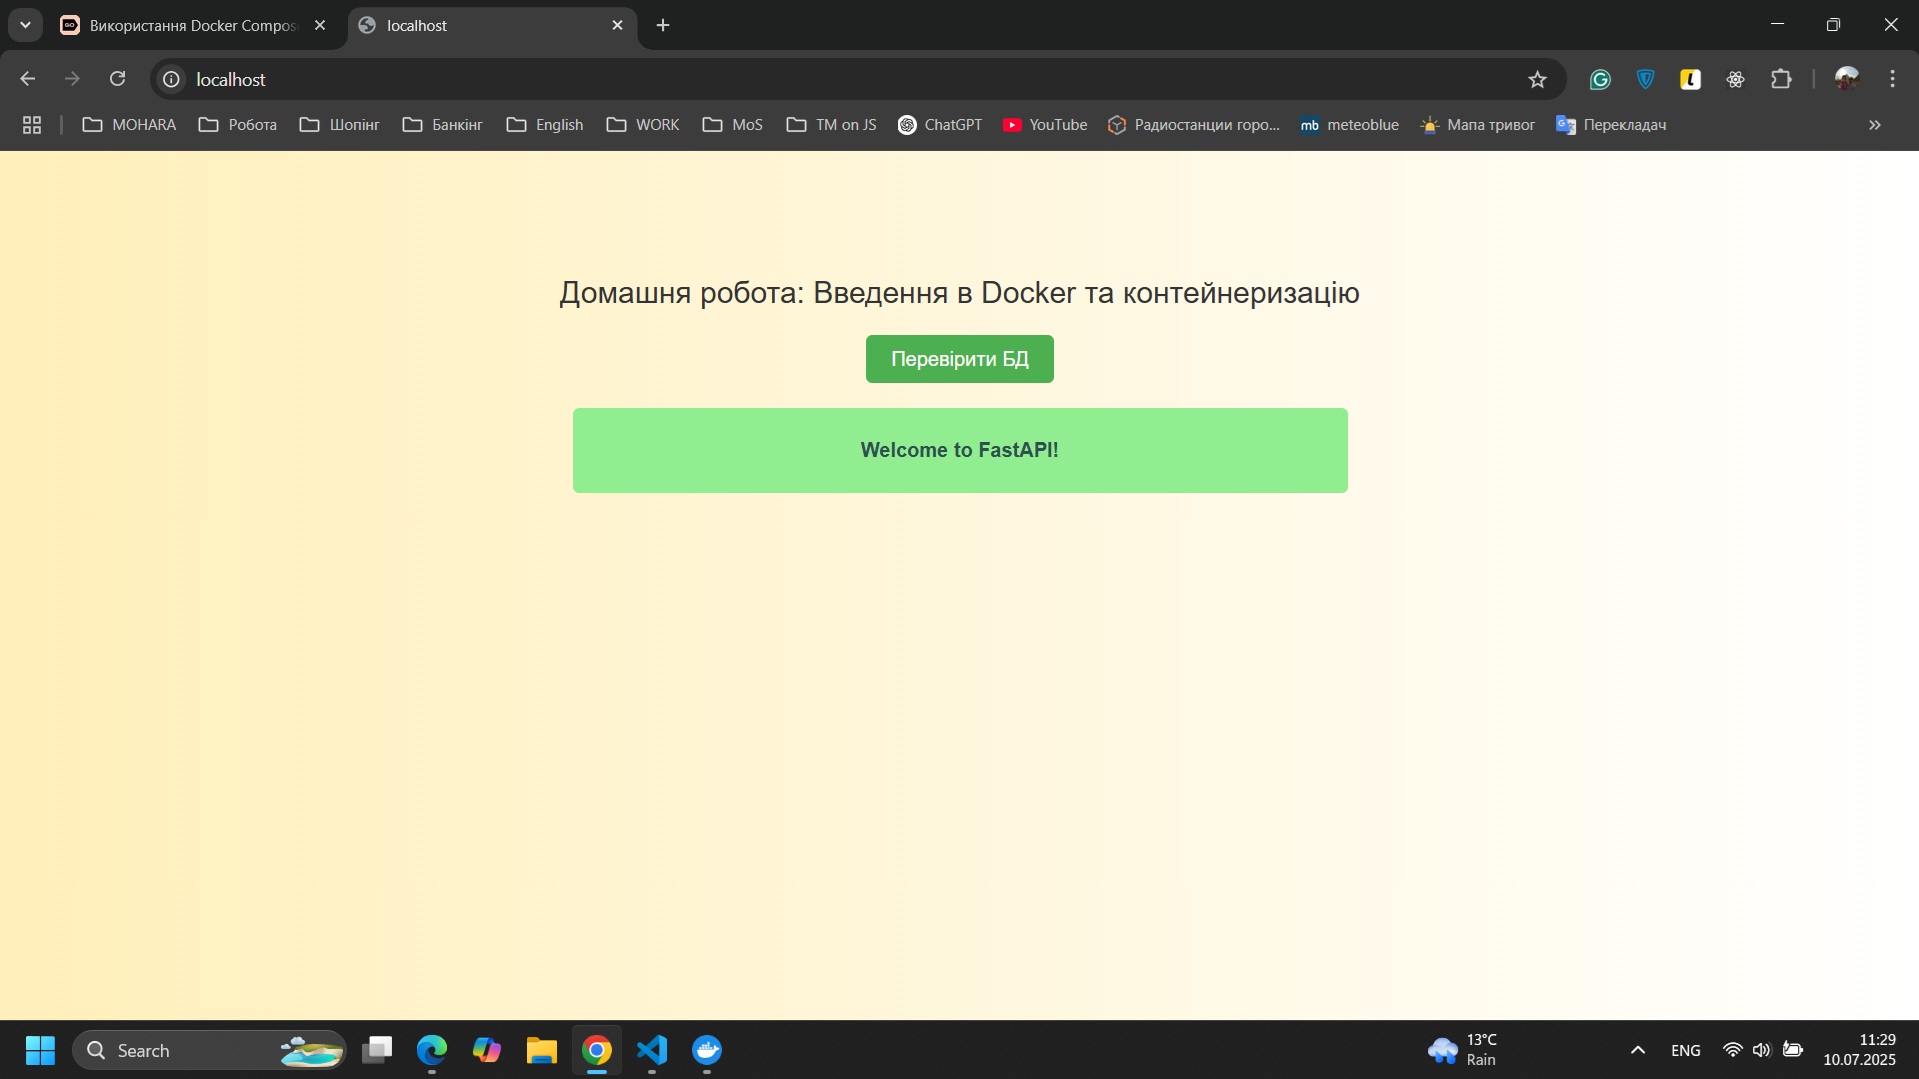 Використання Docker Compos
localhost
localhost
MOHARA
Робота
Шопінг
Банкінг
English
WORK
MoS
TM on JS
ChatGPT
YouTube
Радиостанции горо...
mb meteoblue
Мапа тривог
Перекладач
Домашня робота: Введення в Docker та контейнеризацію
Перевірити БД
Welcome to FastAPI!
Search
13°C
Rain
ENG
11:29
10.07.2025